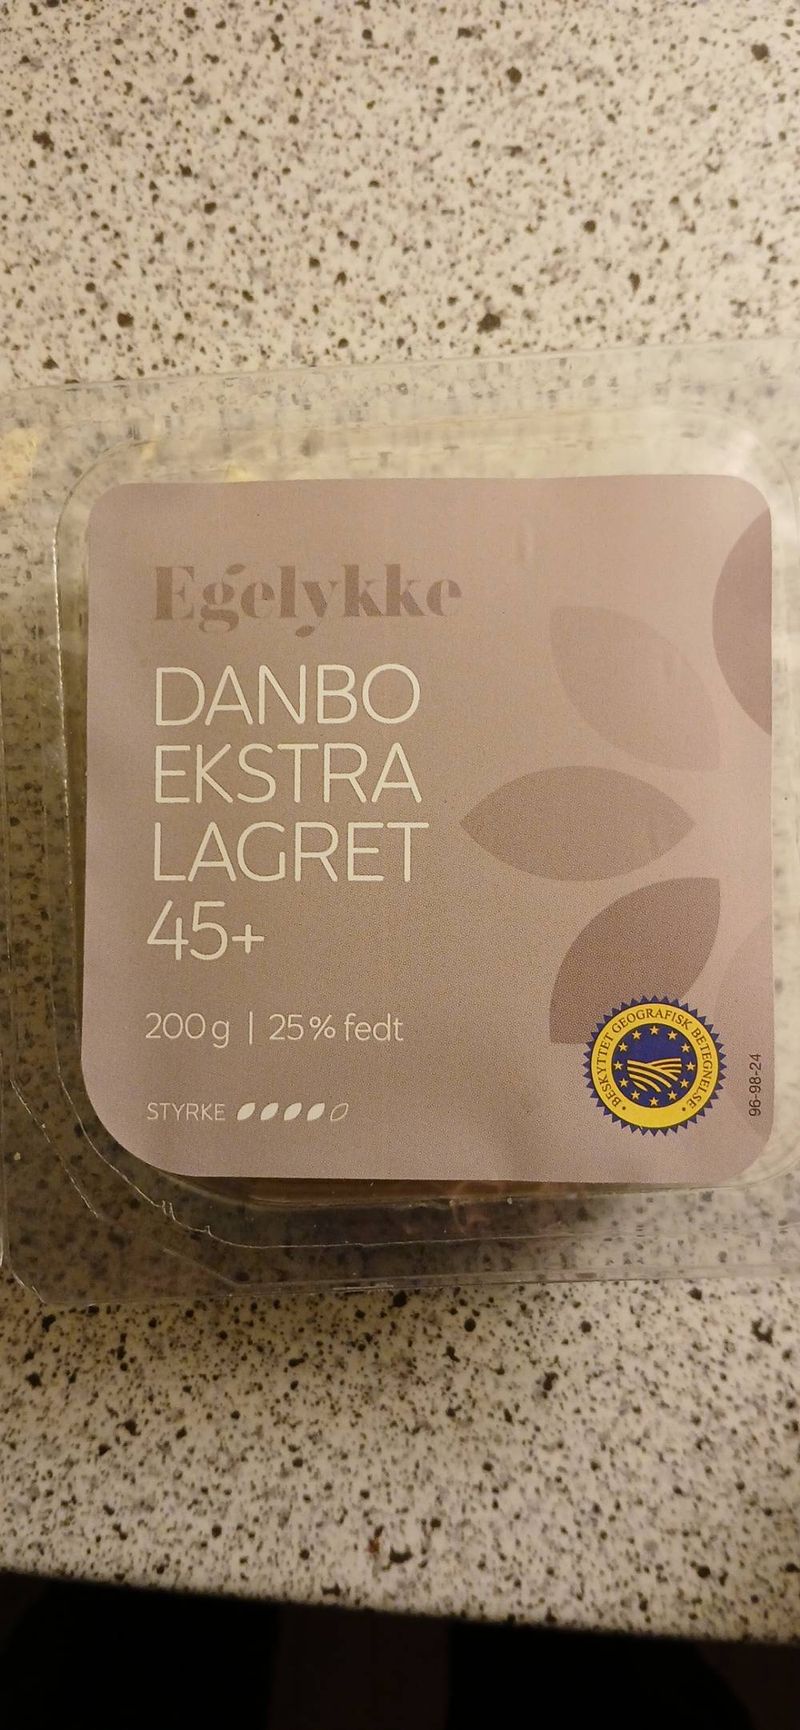 Egelykke
DANBO
EKSTRA
LAGRET
45+
200 g | 25% fedt
STYRKE
BESKYTTET GEOGRAFISK BETEGNELSE
96-98-24